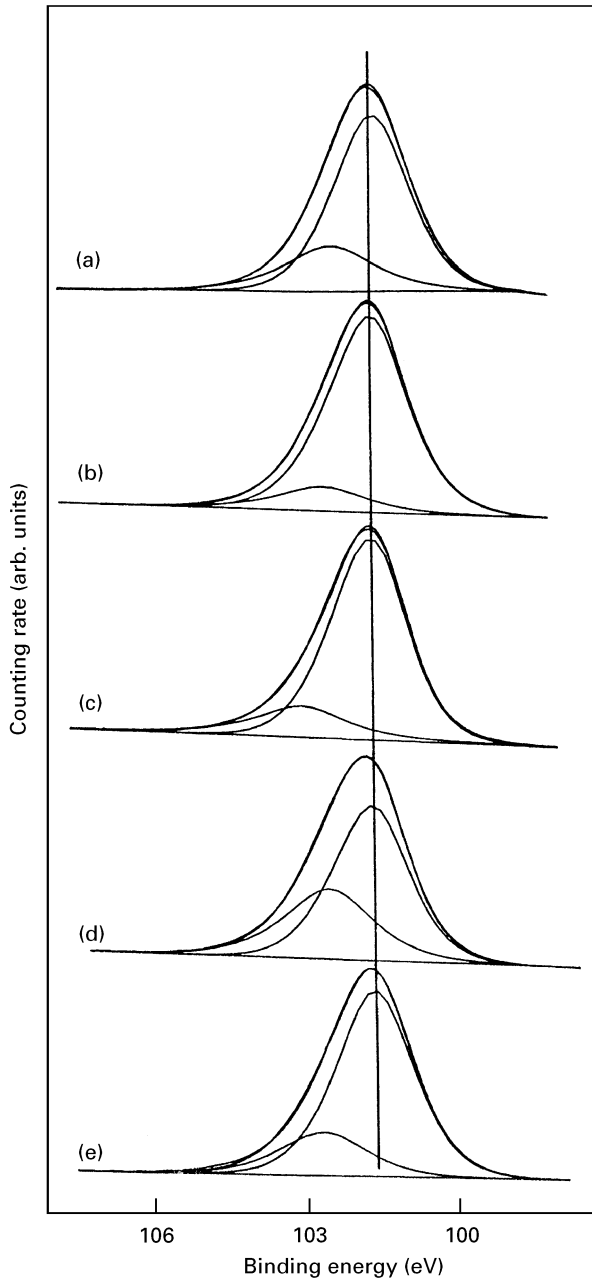 (a)
(b)
(c)
(d)
(e)
Counting rate (arb. units)
106 103 100
Binding energy (eV)